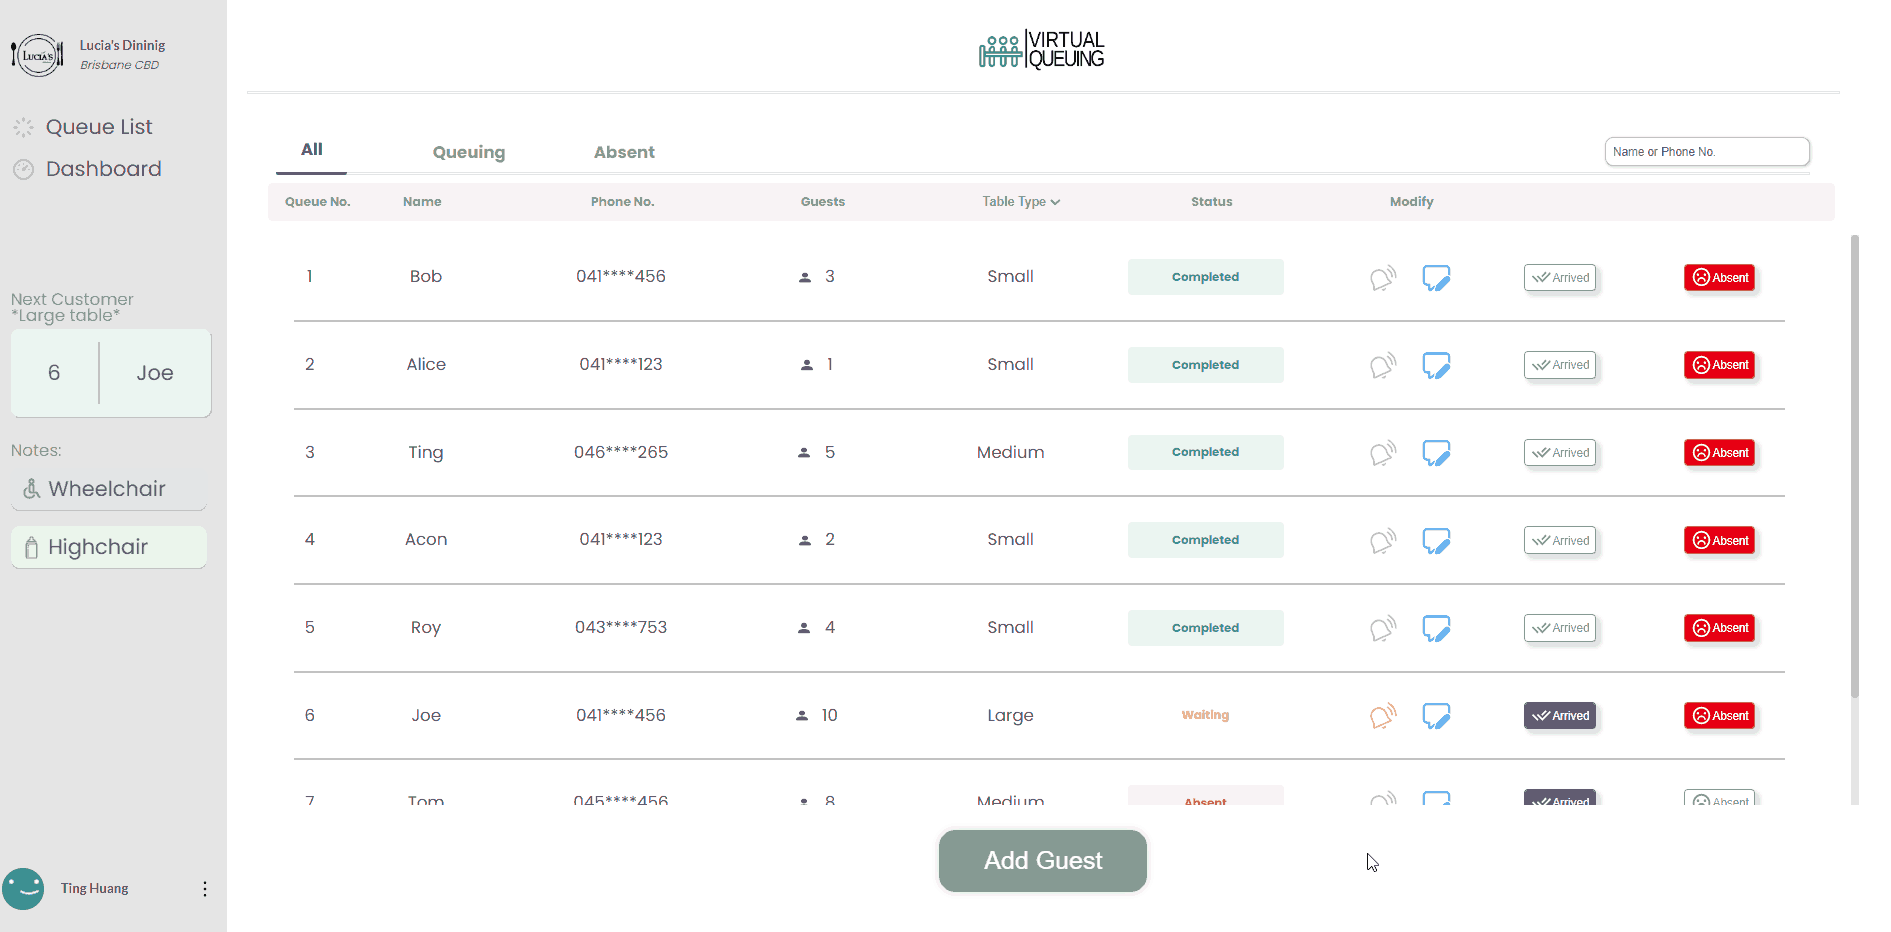 LUCIA'S
Lucia's Dininig
Brisbane CBD
Queue List
Dashboard
Next Customer
*Large table*
6 Joe
Notes:
Wheelchair
Highchair
Ting Huang
VIRTUAL
QUEUING
All Queuing Absent Name or Phone No.
Queue No. Name Phone No. Guests Table Type Status Modify
1 Bob 041****456 3 Small Completed Arrived Absent
2 Alice 041****123 1 Small Completed Arrived Absent
3 Ting 046****265 5 Medium Completed Arrived Absent
4 Acon 041****123 2 Small Completed Arrived Absent
5 Roy 043****753 4 Small Completed Arrived Absent
6 Joe 041****456 10 Large Waiting Arrived Absent
7 Tom 045****456 8 Medium Absent Arrived Absent
Add Guest